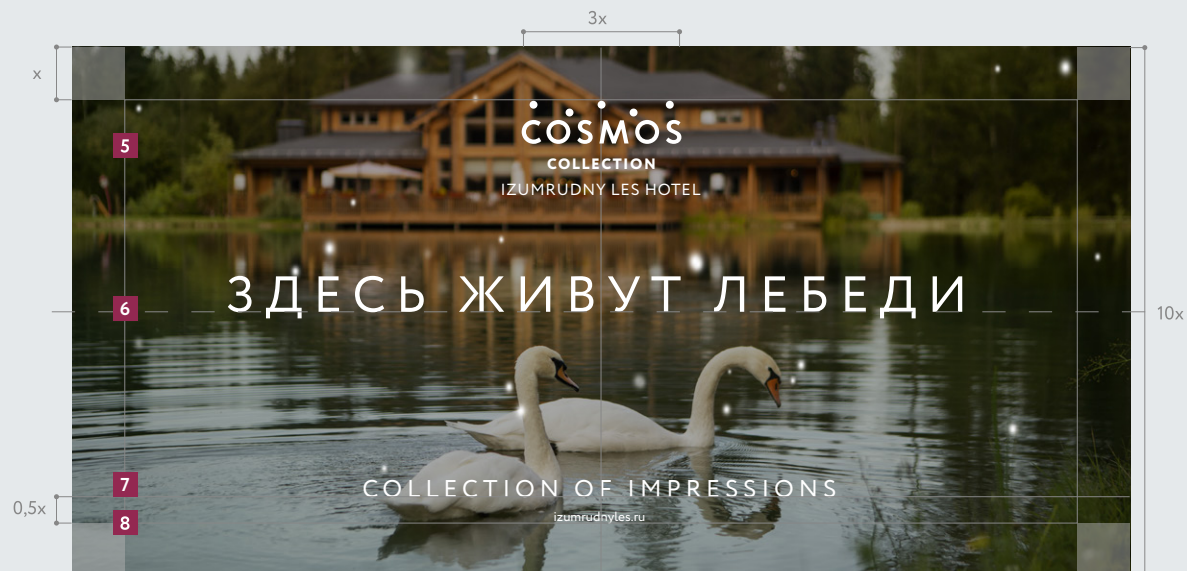 3x
x
COSMOS
5
COLLECTION
IZUMRUDNY LES HOTEL
ЗДЕСЬ ЖИВУТ ЛЕБЕДИ
6
10x
7
COLLECTION OF IMPRESSIONS
0,5x
8
izumrudnyles.ru